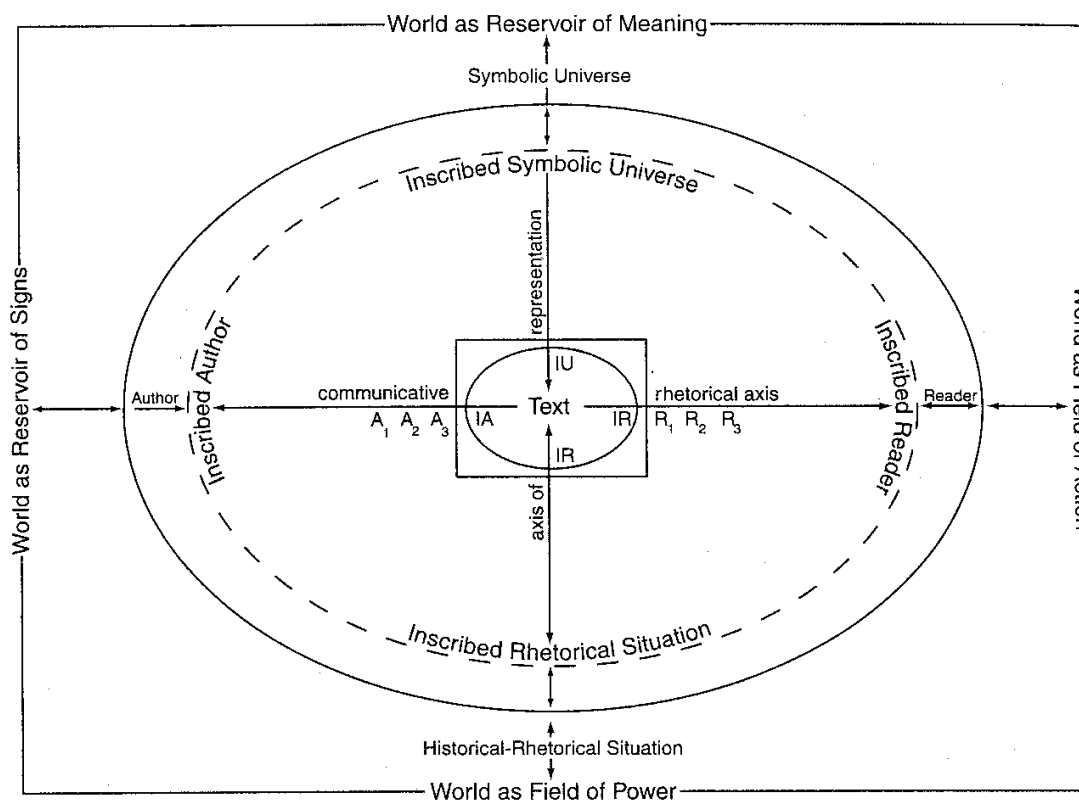 World as Reservoir of Meaning
Symbolic Universe
Inscribed Symbolic Universe
representation
World as Reservoir of Signs
Inscribed Author
Author
communicative
A1 A2 A3
IU
IA
Text
IR
IR
rhetorical axis
R1 R2 R3
Inscribed Reader
Reader
axis of
Inscribed Rhetorical Situation
Historical-Rhetorical Situation
World as Field of Power